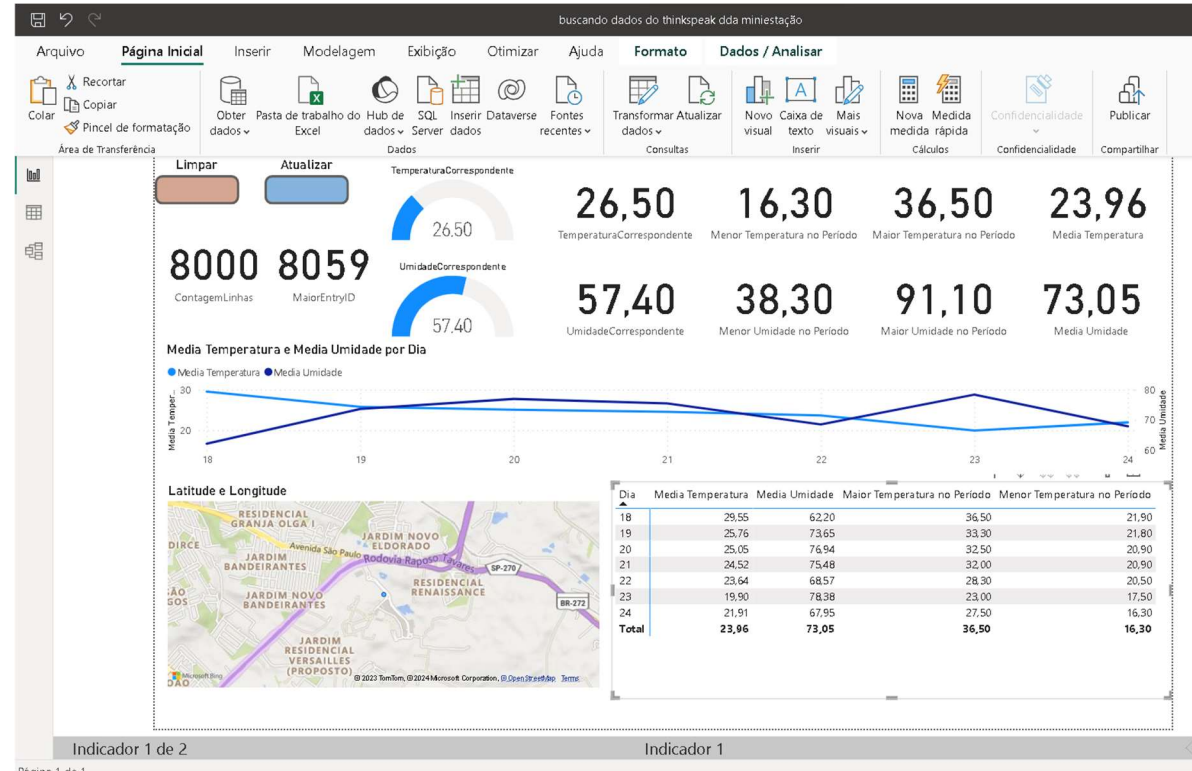 buscando dados do thinkspeak dda miniestação
Arquivo Página Inicial Inserir Modelagem Exibição Otimizar Ajuda Formato Dados / Analisar
Colar
Recortar
Copiar
Pincel de formatação
Área de Transferência
Obter dados
Pasta de trabalho do Excel
Hub de dados
SQL Server
Inserir dados
Dataverse
Fontes recentes
Dados
Transformar dados
Atualizar
Consultas
Novo visual
Caixa de texto
Mais visuais
Inserir
Nova medida
Medida rápida
Cálculos
Confidencialidade
Confidencialidade
Publicar
Compartilhar
Limpar Atualizar
TemperaturaCorrespondente
26,50
8000 8059
ContagemLinhas MaiorEntryID
UmidadeCorrespondente
57,40
26,50 16,30 36,50 23,96
TemperaturaCorrespondente Menor Temperatura no Período Maior Temperatura no Período Media Temperatura
57,40 38,30 91,10 73,05
UmidadeCorrespondente Menor Umidade no Período Maior Umidade no Período Media Umidade
Media Temperatura e Media Umidade por Dia
Media Temperatura Media Umidade
Media Temper...
30
20
80
70
60
Media Umidade
18 19 20 21 22 23 24
Latitude e Longitude
RESIDENCIAL
GRANJA OLGA I
DIRCE
Avenida São Paulo
JARDIM NOVO
ELDORADO
Rodovia Raposo Tavares
SP-270
JARDIM
BANDEIRANTES
RESIDENCIAL
RENAISSANCE
BR-272
JARDIM NOVO
BANDEIRANTES
JARDIM
RESIDENCIAL
VERSAILLES
(PROPOSTO)
Microsoft Bing
© 2023 TomTom, © 2024 Microsoft Corporation, © OpenStreetMap Terms
Dia Media Temperatura Media Umidade Maior Temperatura no Período Menor Temperatura no Período
18 29,55 62,20 36,50 21,90
19 25,76 73,65 33,30 21,80
20 25,05 76,94 32,50 20,90
21 24,52 75,48 32,00 20,90
22 23,64 68,57 28,30 20,50
23 19,90 78,38 23,00 17,50
24 21,91 67,95 27,50 16,30
Total 23,96 73,05 36,50 16,30
Indicador 1 de 2 Indicador 1
Página 1 de 1